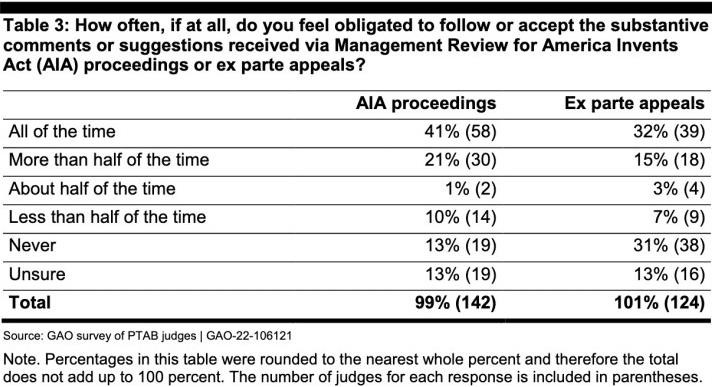 Table 3: How often, if at all, do you feel obligated to follow or accept the substantive
comments or suggestions received via Management Review for America Invents
Act (AIA) proceedings or ex parte appeals?
AIA proceedings Ex parte appeals
All of the time 41% (58) 32% (39)
More than half of the time 21% (30) 15% (18)
About half of the time 1% (2) 3% (4)
Less than half of the time 10% (14) 7% (9)
Never 13% (19) 31% (38)
Unsure 13% (19) 13% (16)
Total 99% (142) 101% (124)
Source: GAO survey of PTAB judges | GAO-22-106121
Note. Percentages in this table were rounded to the nearest whole percent and therefore the total
does not add up to 100 percent. The number of judges for each response is included in parentheses.